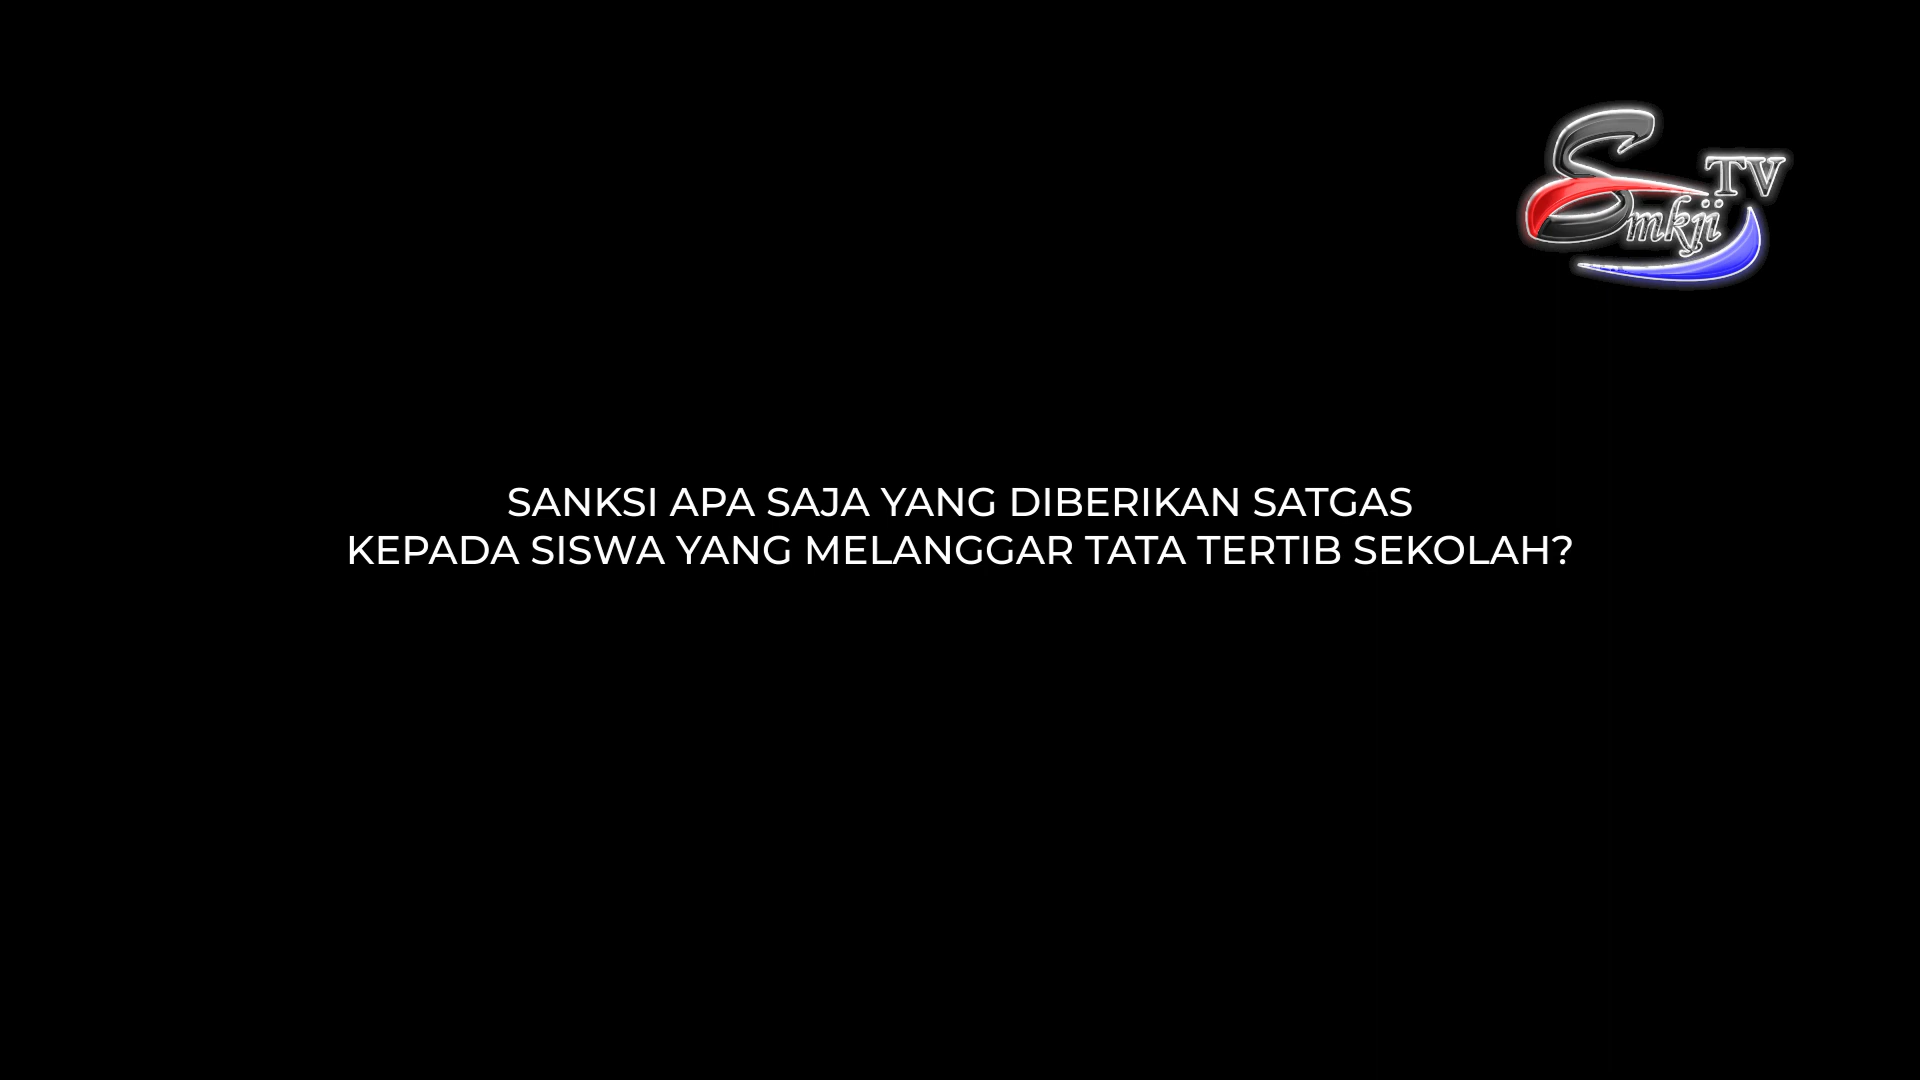 TV
Smkji
SANKSI APA SAJA YANG DIBERIKAN SATGAS
KEPADA SISWA YANG MELANGGAR TATA TERTIB SEKOLAH?